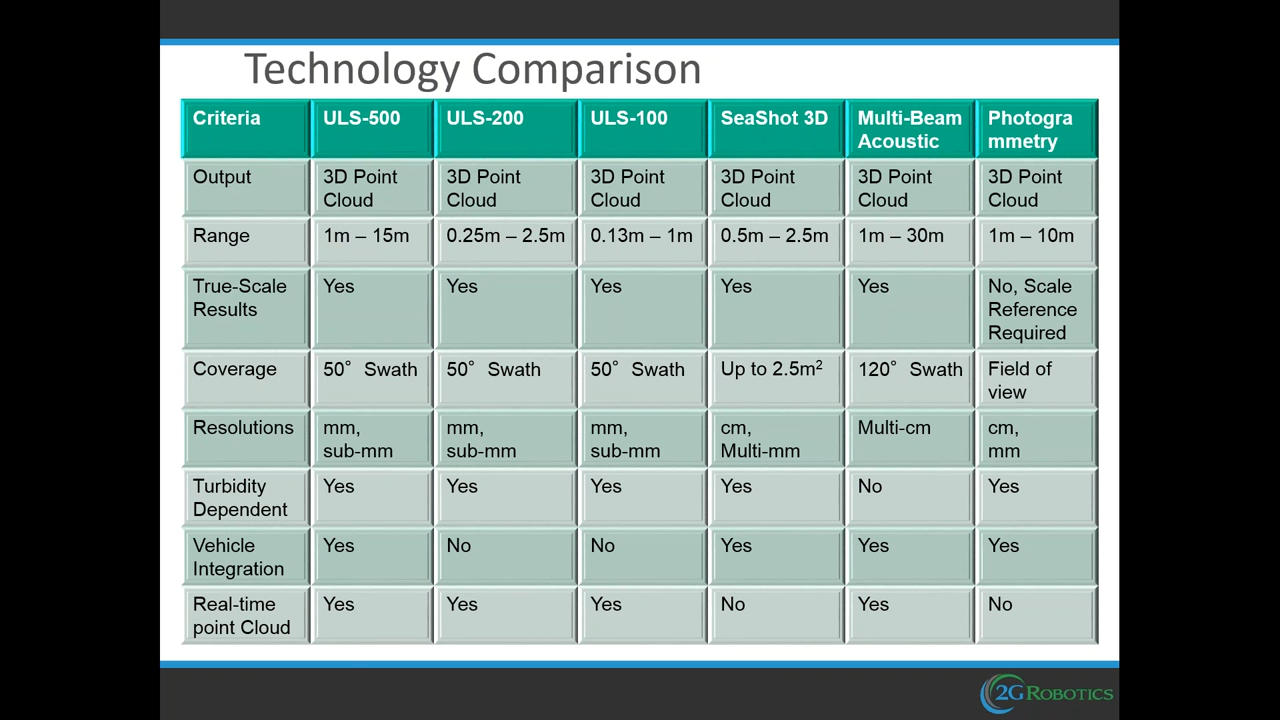 Technology Comparison
Criteria ULS-500 ULS-200 ULS-100 SeaShot 3D Multi-Beam Photogra
Acoustic mmetry
Output 3D Point 3D Point 3D Point 3D Point 3D Point 3D Point
Cloud Cloud Cloud Cloud Cloud Cloud
Range 1m – 15m 0.25m – 2.5m 0.13m – 1m 0.5m – 2.5m 1m – 30m 1m – 10m
True-Scale Yes Yes Yes Yes Yes No, Scale
Results Reference
Required
Coverage 50° Swath 50° Swath 50° Swath Up to 2.5m² 120° Swath Field of
view
Resolutions mm, mm, mm, cm, Multi-cm cm,
sub-mm sub-mm sub-mm Multi-mm mm
Turbidity Yes Yes Yes Yes No Yes
Dependent
Vehicle Yes No No Yes Yes Yes
Integration
Real-time Yes Yes Yes No Yes No
point Cloud
2G ROBOTICS